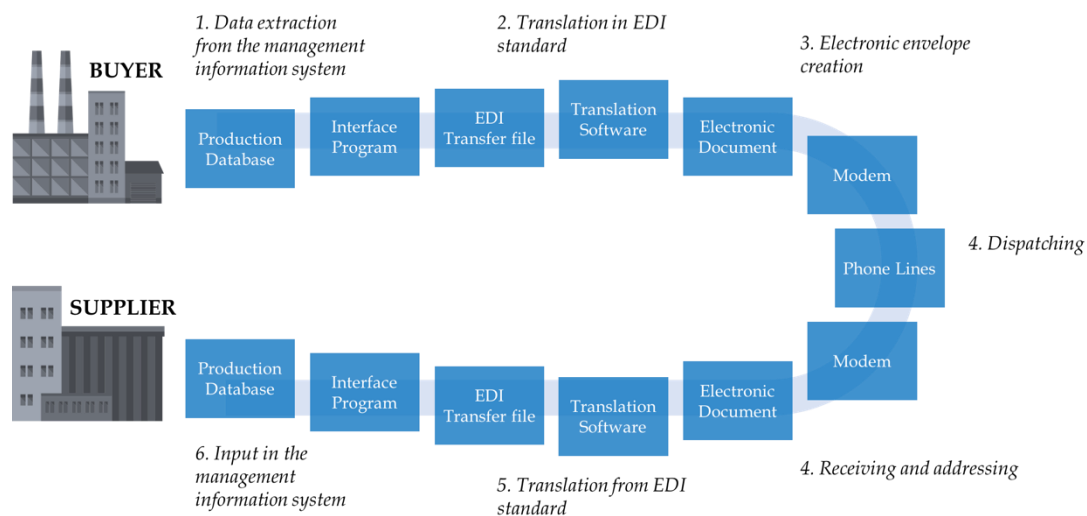 1. Data extraction
from the management
information system
2. Translation in EDI
standard
3. Electronic envelope
creation
BUYER
Production
Database
Interface
Program
EDI
Transfer file
Translation
Software
Electronic
Document
Modem
Phone Lines
4. Dispatching
SUPPLIER
Production
Database
Interface
Program
EDI
Transfer file
Translation
Software
Electronic
Document
Modem
6. Input in the
management
information system
5. Translation from EDI
standard
4. Receiving and addressing